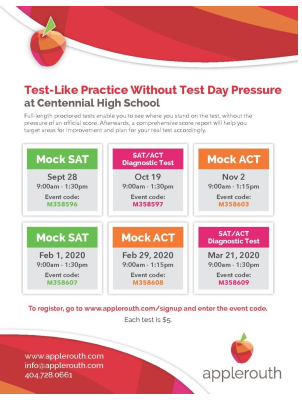 Test-Like Practice Without Test Day Pressure
at Centennial High School
Full-length proctored tests enable you to see where you stand on the test, without the
pressure of an official score. Afterwards, a comprehensive score report will help you
target areas for improvement and plan for your real test accordingly.
Mock SAT
Sept 28
9:00am - 1:30pm
Event code:
M358596
SAT/ACT
Diagnostic Test
Oct 19
9:00am - 1:30pm
Event code:
M358597
Mock ACT
Nov 2
9:00am - 1:15pm
Event code:
M358603
Mock SAT
Feb 1, 2020
9:00am - 1:30pm
Event code:
M358607
Mock ACT
Feb 29, 2020
9:00am - 1:15pm
Event code:
M358608
SAT/ACT
Diagnostic Test
Mar 21, 2020
9:00am - 1:30pm
Event code:
M358609
To register, go to www.applerouth.com/signup and enter the event code.
Each test is $5.
www.applerouth.com
info@applerouth.com
404.728.0661
applerouth